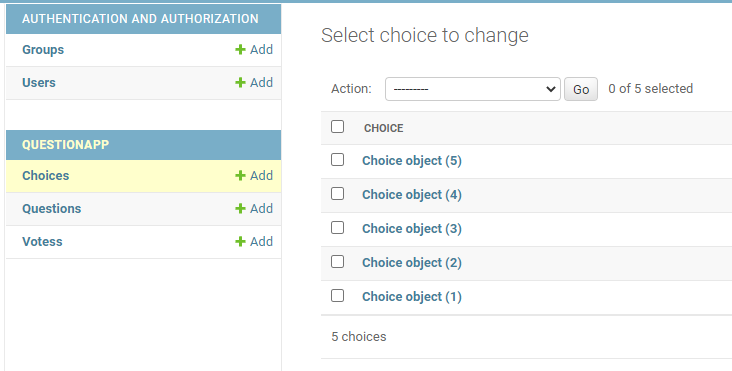 AUTHENTICATION AND AUTHORIZATION
Groups + Add
Users + Add
QUESTIONAPP
Choices + Add
Questions + Add
Votess + Add
Select choice to change
Action: --------- Go 0 of 5 selected
CHOICE
Choice object (5)
Choice object (4)
Choice object (3)
Choice object (2)
Choice object (1)
5 choices